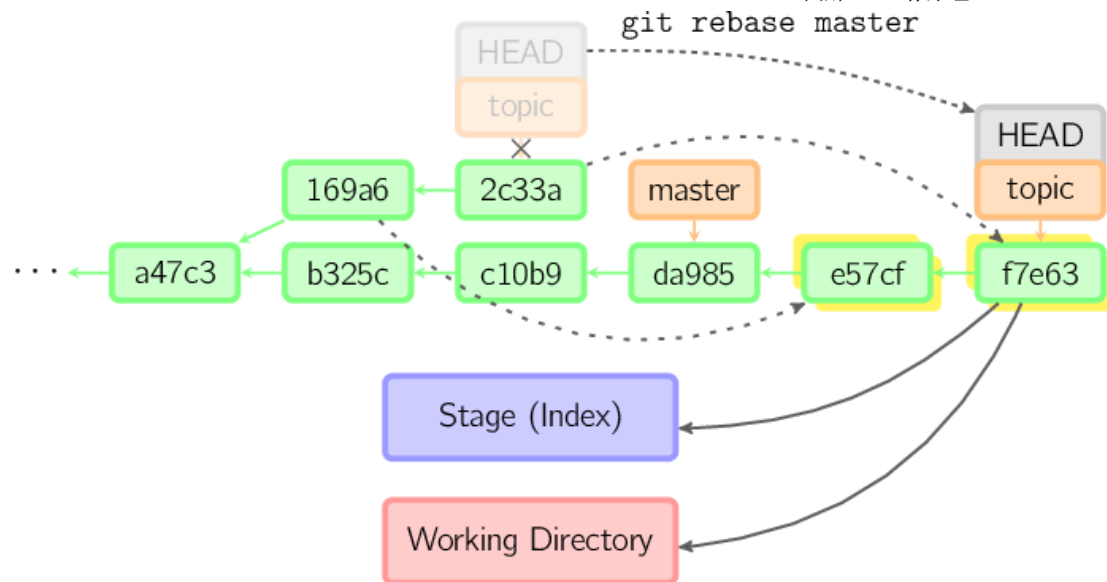 git rebase master
HEAD
topic
HEAD
topic
169a6
2c33a
master
...
a47c3
b325c
c10b9
da985
e57cf
f7e63
Stage (Index)
Working Directory